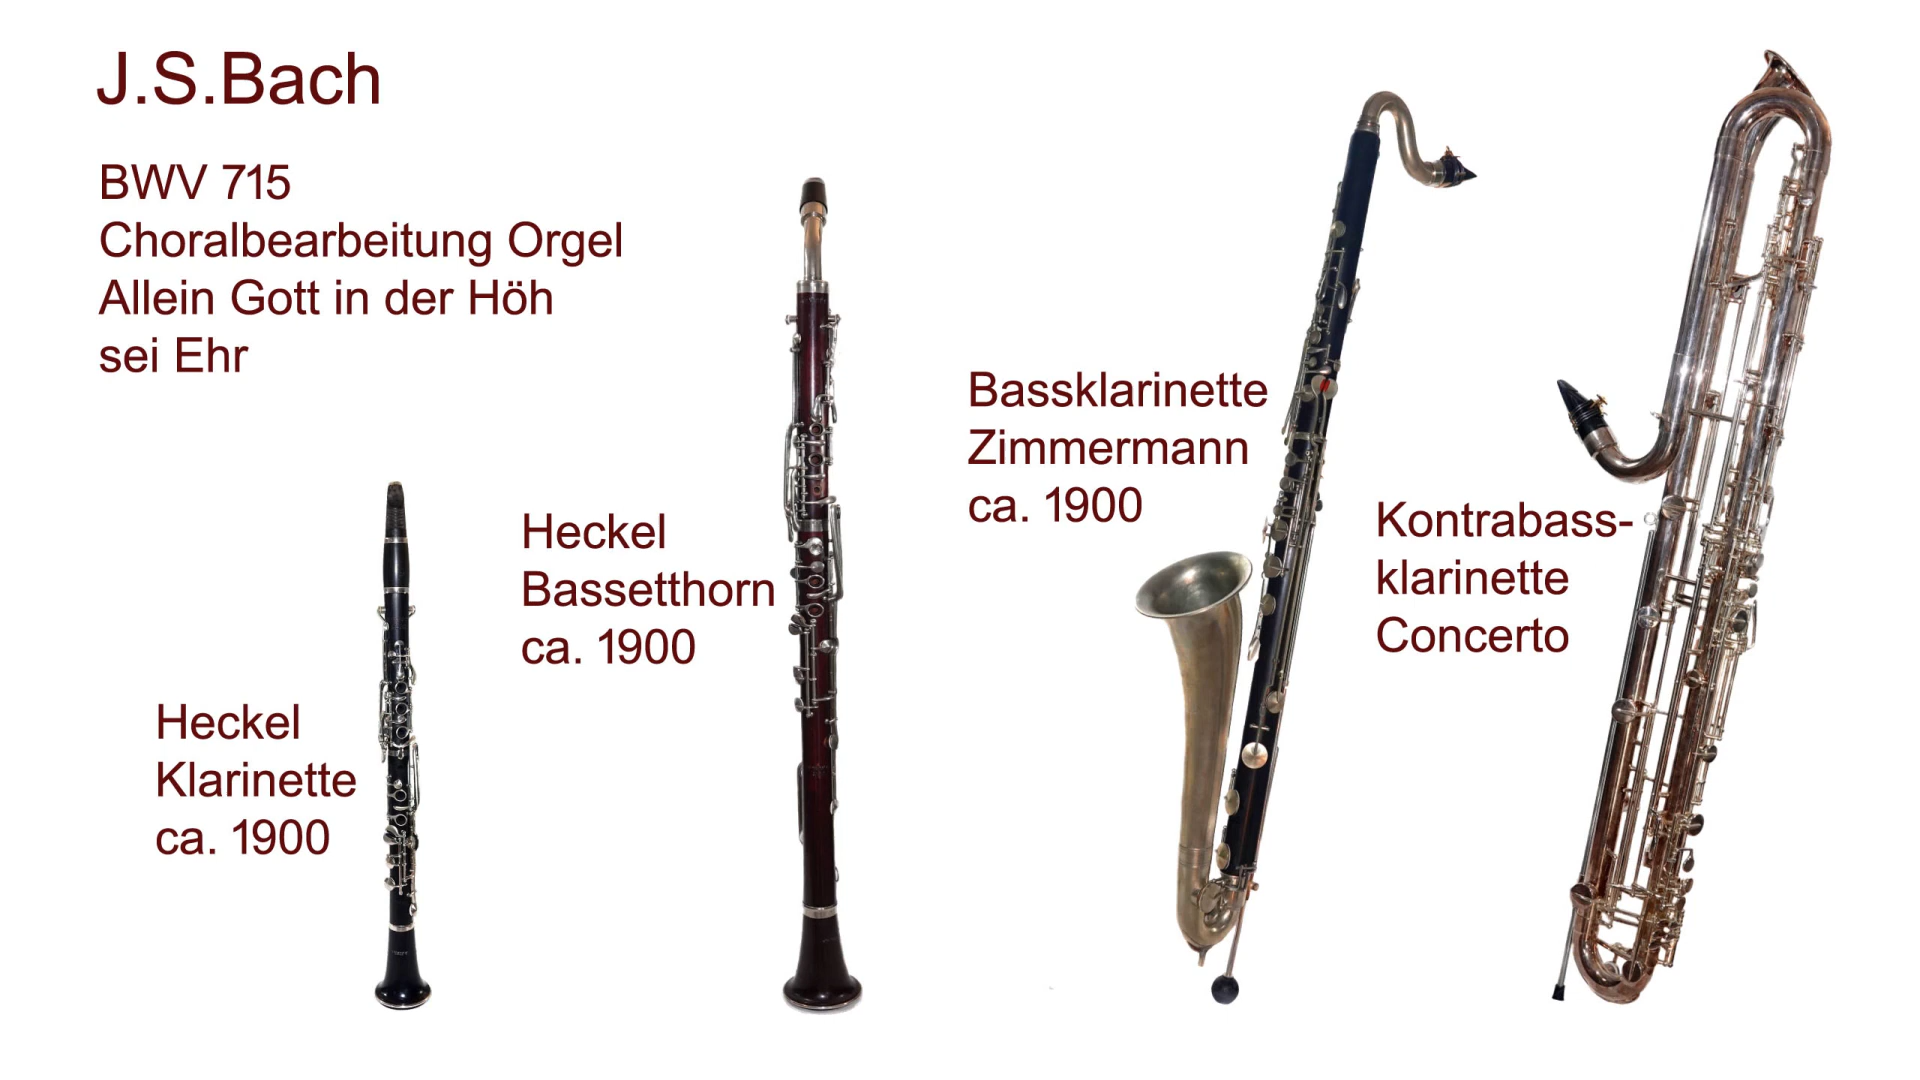 J.S.Bach
BWV 715
Choralbearbeitung Orgel
Allein Gott in der Höh
sei Ehr
Heckel
Klarinette
ca. 1900
Heckel
Bassetthorn
ca. 1900
Bassklarinette
Zimmermann
ca. 1900
Kontrabass-
klarinette
Concerto